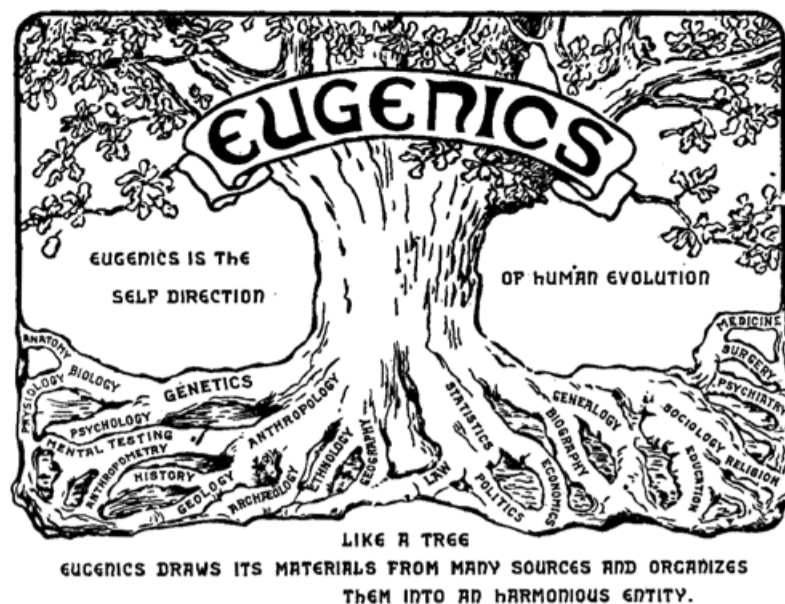 EUGENICS
EUGENICS IS THE
SELF DIRECTION
OF HUMAN EVOLUTION
ANATOMY
PHYSIOLOGY
BIOLOGY
GENETICS
PSYCHOLOGY
MENTAL TESTING
ANTHROPOMETRY
HISTORY
GEOLOGY
ANTHROPOLOGY
ARCHÆOLOGY
ETHNOLOGY
GEOGRAPHY
LAW
STATISTICS
POLITICS
ECONOMICS
BIOGRAPHY
GENEALOGY
EDUCATION
SOCIOLOGY
RELIGION
PSYCHIATRY
SURGERY
MEDICINE
LIKE A TREE
EUGENICS DRAWS ITS MATERIALS FROM MANY SOURCES AND ORGANIZES
THEM INTO AN HARMONIOUS ENTITY.